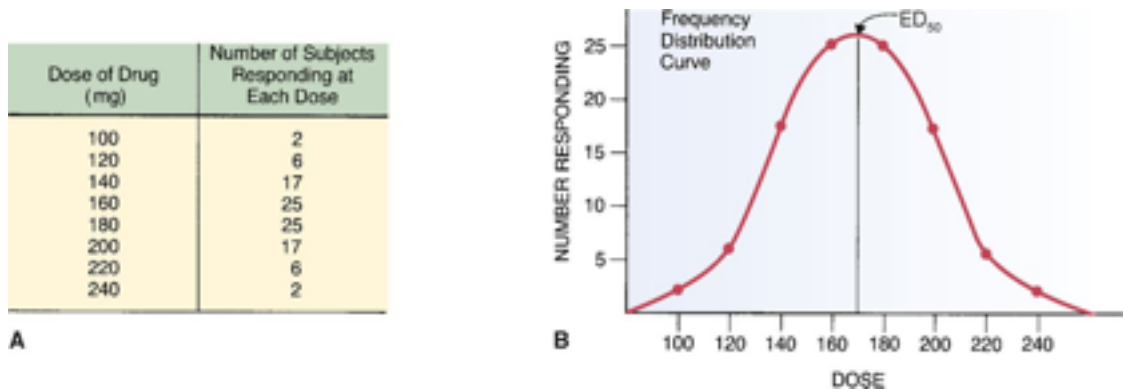 Dose of Drug
(mg)
Number of Subjects
Responding at
Each Dose
100 2
120 6
140 17
160 25
180 25
200 17
220 6
240 2
A
Frequency
Distribution
Curve
ED50
NUMBER RESPONDING
25
20
15
10
5
100 120 140 160 180 200 220 240
DOSE
B